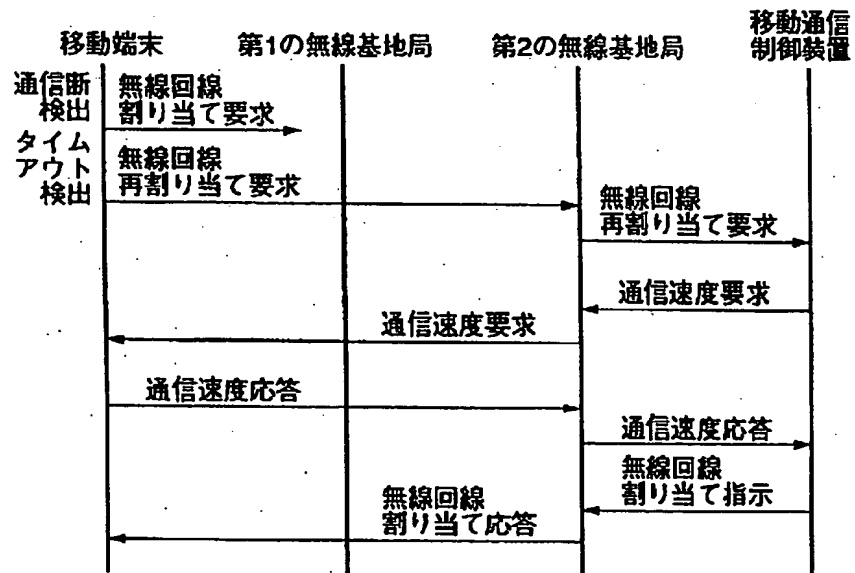 移動端末
第1の無線基地局
第2の無線基地局
移動通信
制御装置
通信断
検出
無線回線
割り当て要求
タイム
アウト
検出
無線回線
再割り当て要求
無線回線
再割り当て要求
通信速度要求
通信速度要求
通信速度応答
通信速度応答
無線回線
割り当て指示
無線回線
割り当て応答